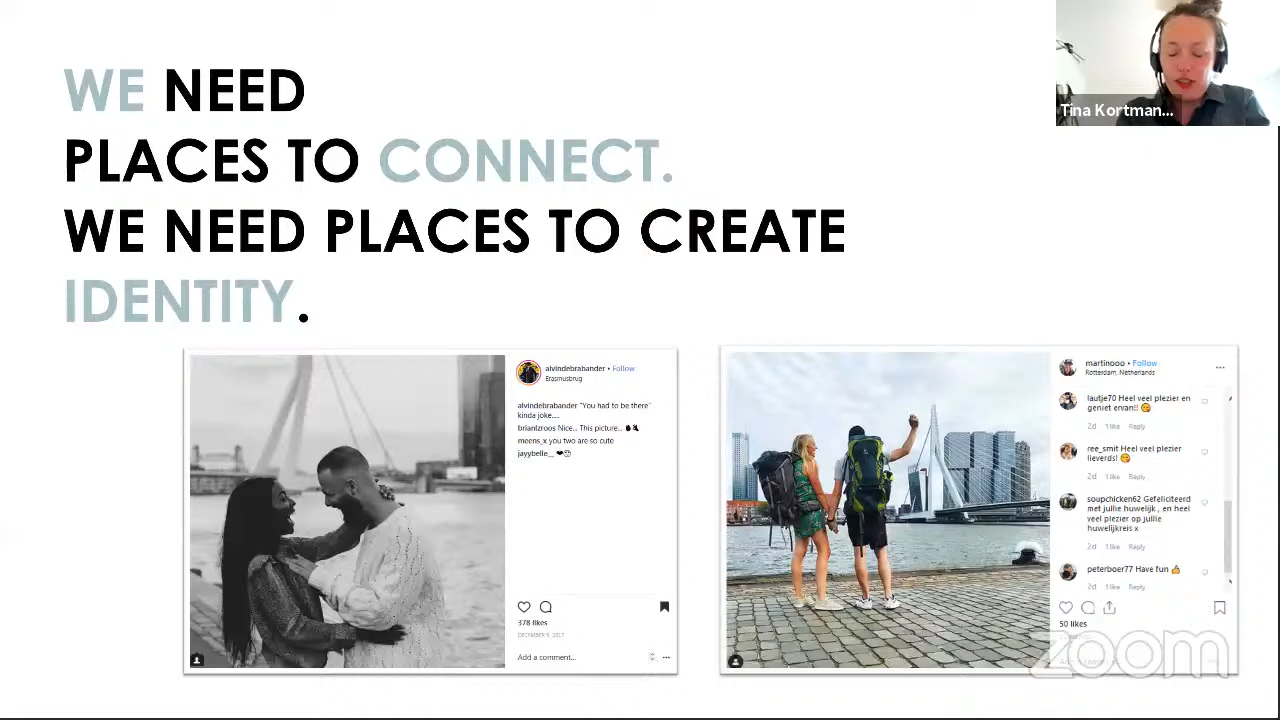 WE NEED
PLACES TO CONNECT.
WE NEED PLACES TO CREATE
IDENTITY.
Tina Kortman...
alvindebrabander • Follow
Erasmusbrug
alvindebrabander "You had to be there"
kinda joke....
brianlzroos Nice... This picture...
meens_x you two are so cute
jayybelle__
378 likes
DECEMBER 9, 2017
Add a comment...
martinooo • Follow
Rotterdam, Netherlands
lautje70 Heel veel plezier en
geniet ervan!!
2d 1 like Reply
ree_smit Heel veel plezier
lieverds!
2d 1 like Reply
soupchicken62 Gefeliciteerd
met jullie huwelijk , en heel
veel plezier op jullie
huwelijkreis x
2d 1 like Reply
peterboer77 Have fun
2d 1 like Reply
50 likes
zoom